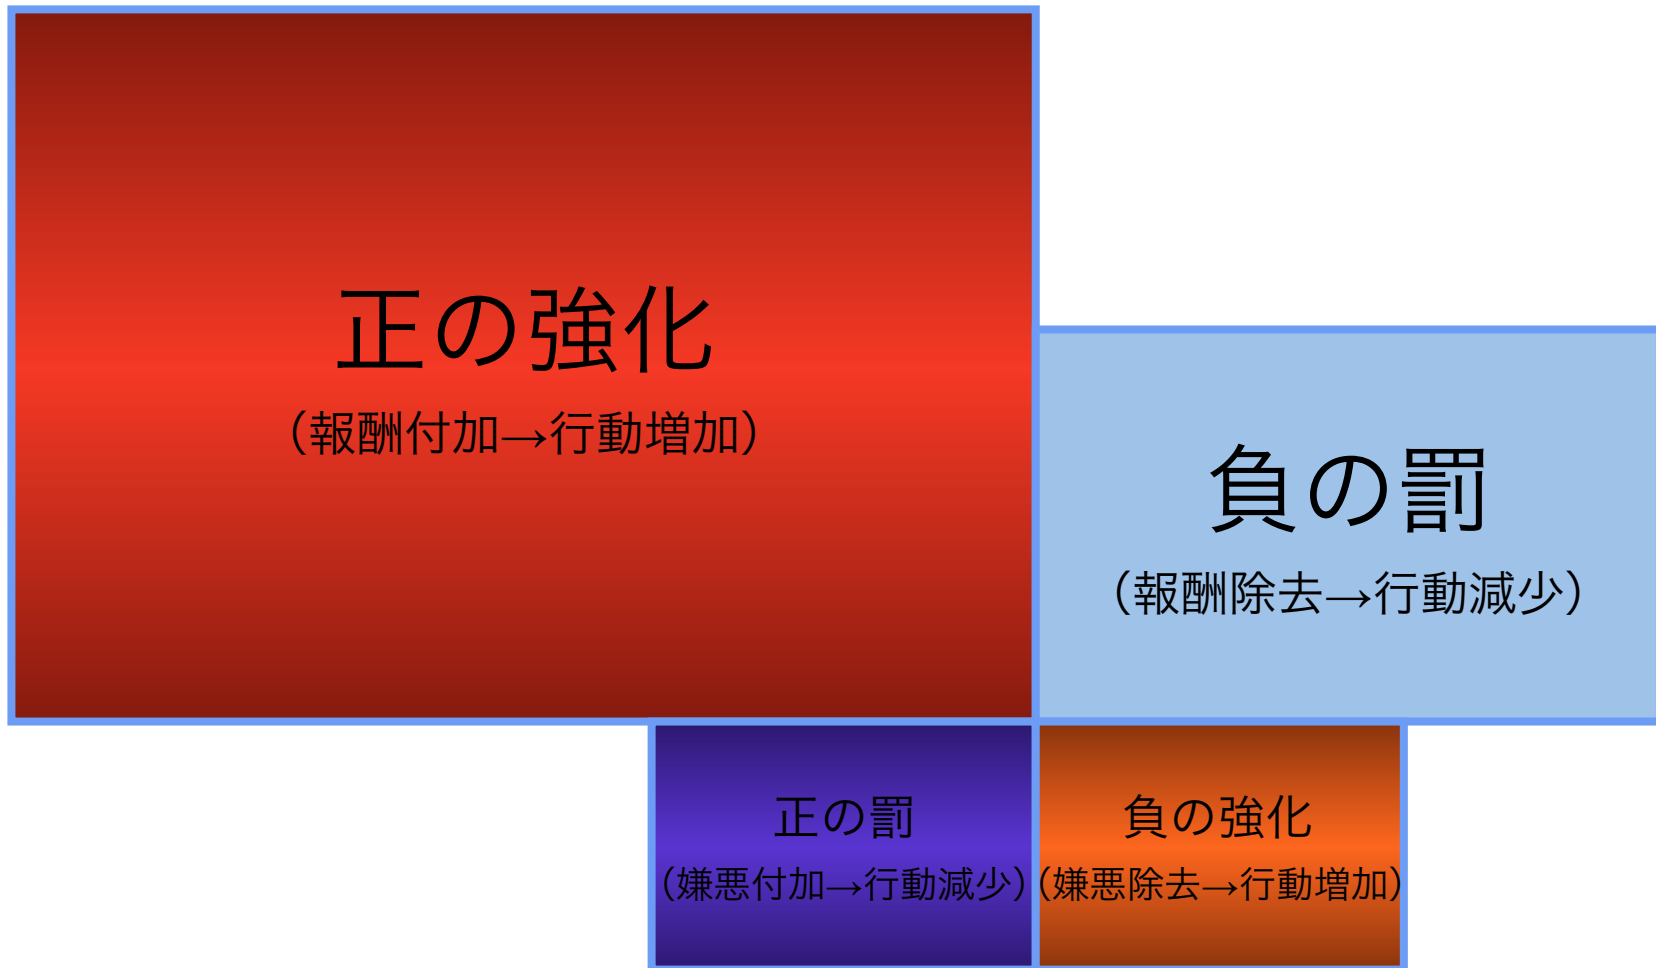 正の強化
（報酬付加→行動増加）
負の罰
（報酬除去→行動減少）
正の罰
（嫌悪付加→行動減少）
負の強化
（嫌悪除去→行動増加）